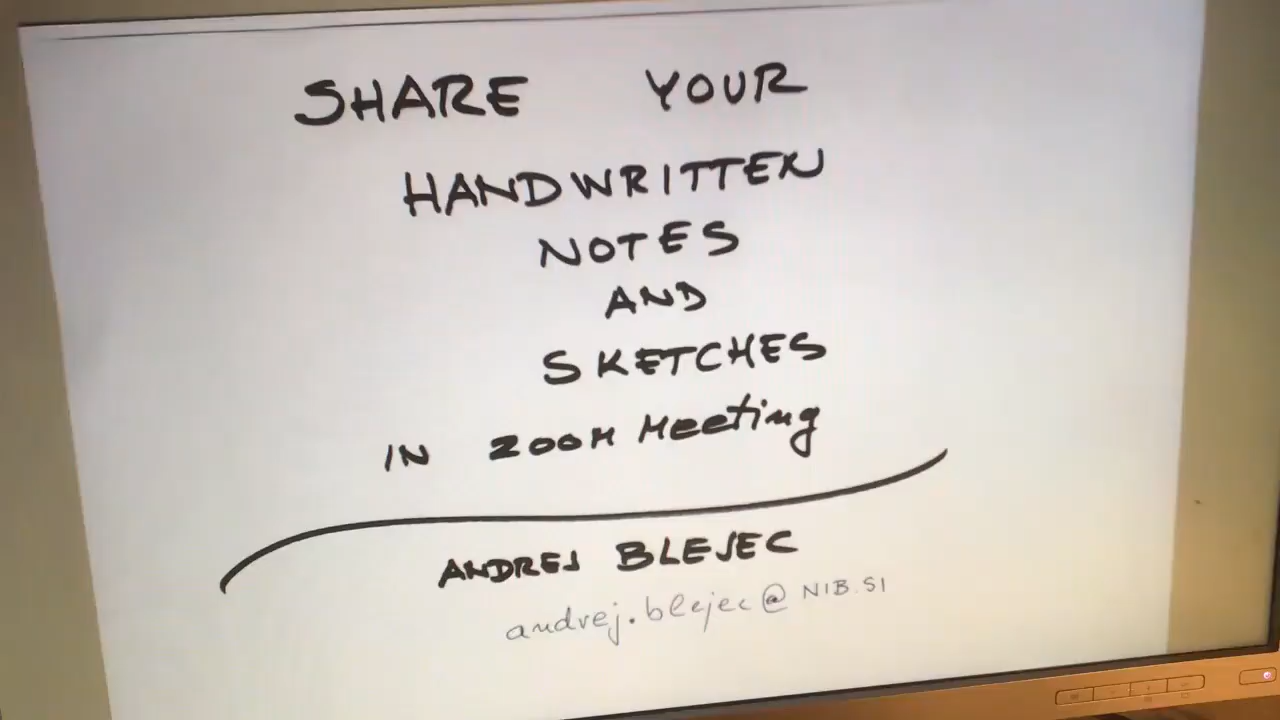 SHARE YOUR
HANDWRITTEN
NOTES
AND
SKETCHES
IN ZOOM Meeting
ANDREJ BLEJEC
andrej.blejec@NIB.SI